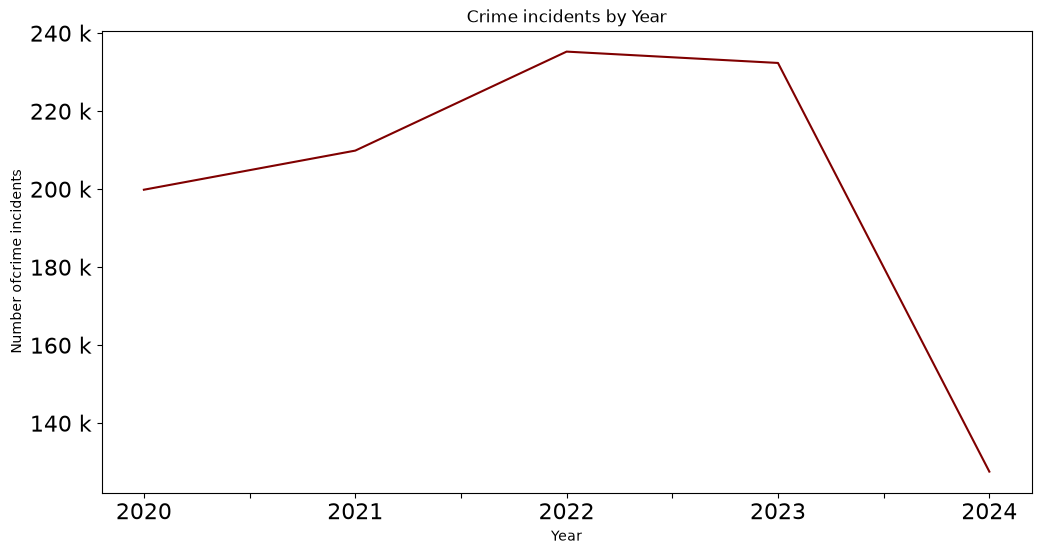 Crime incidents by Year
240 k
220 k
200 k
180 k
160 k
140 k
Number ofcrime incidents
2020 2021 2022 2023 2024
Year